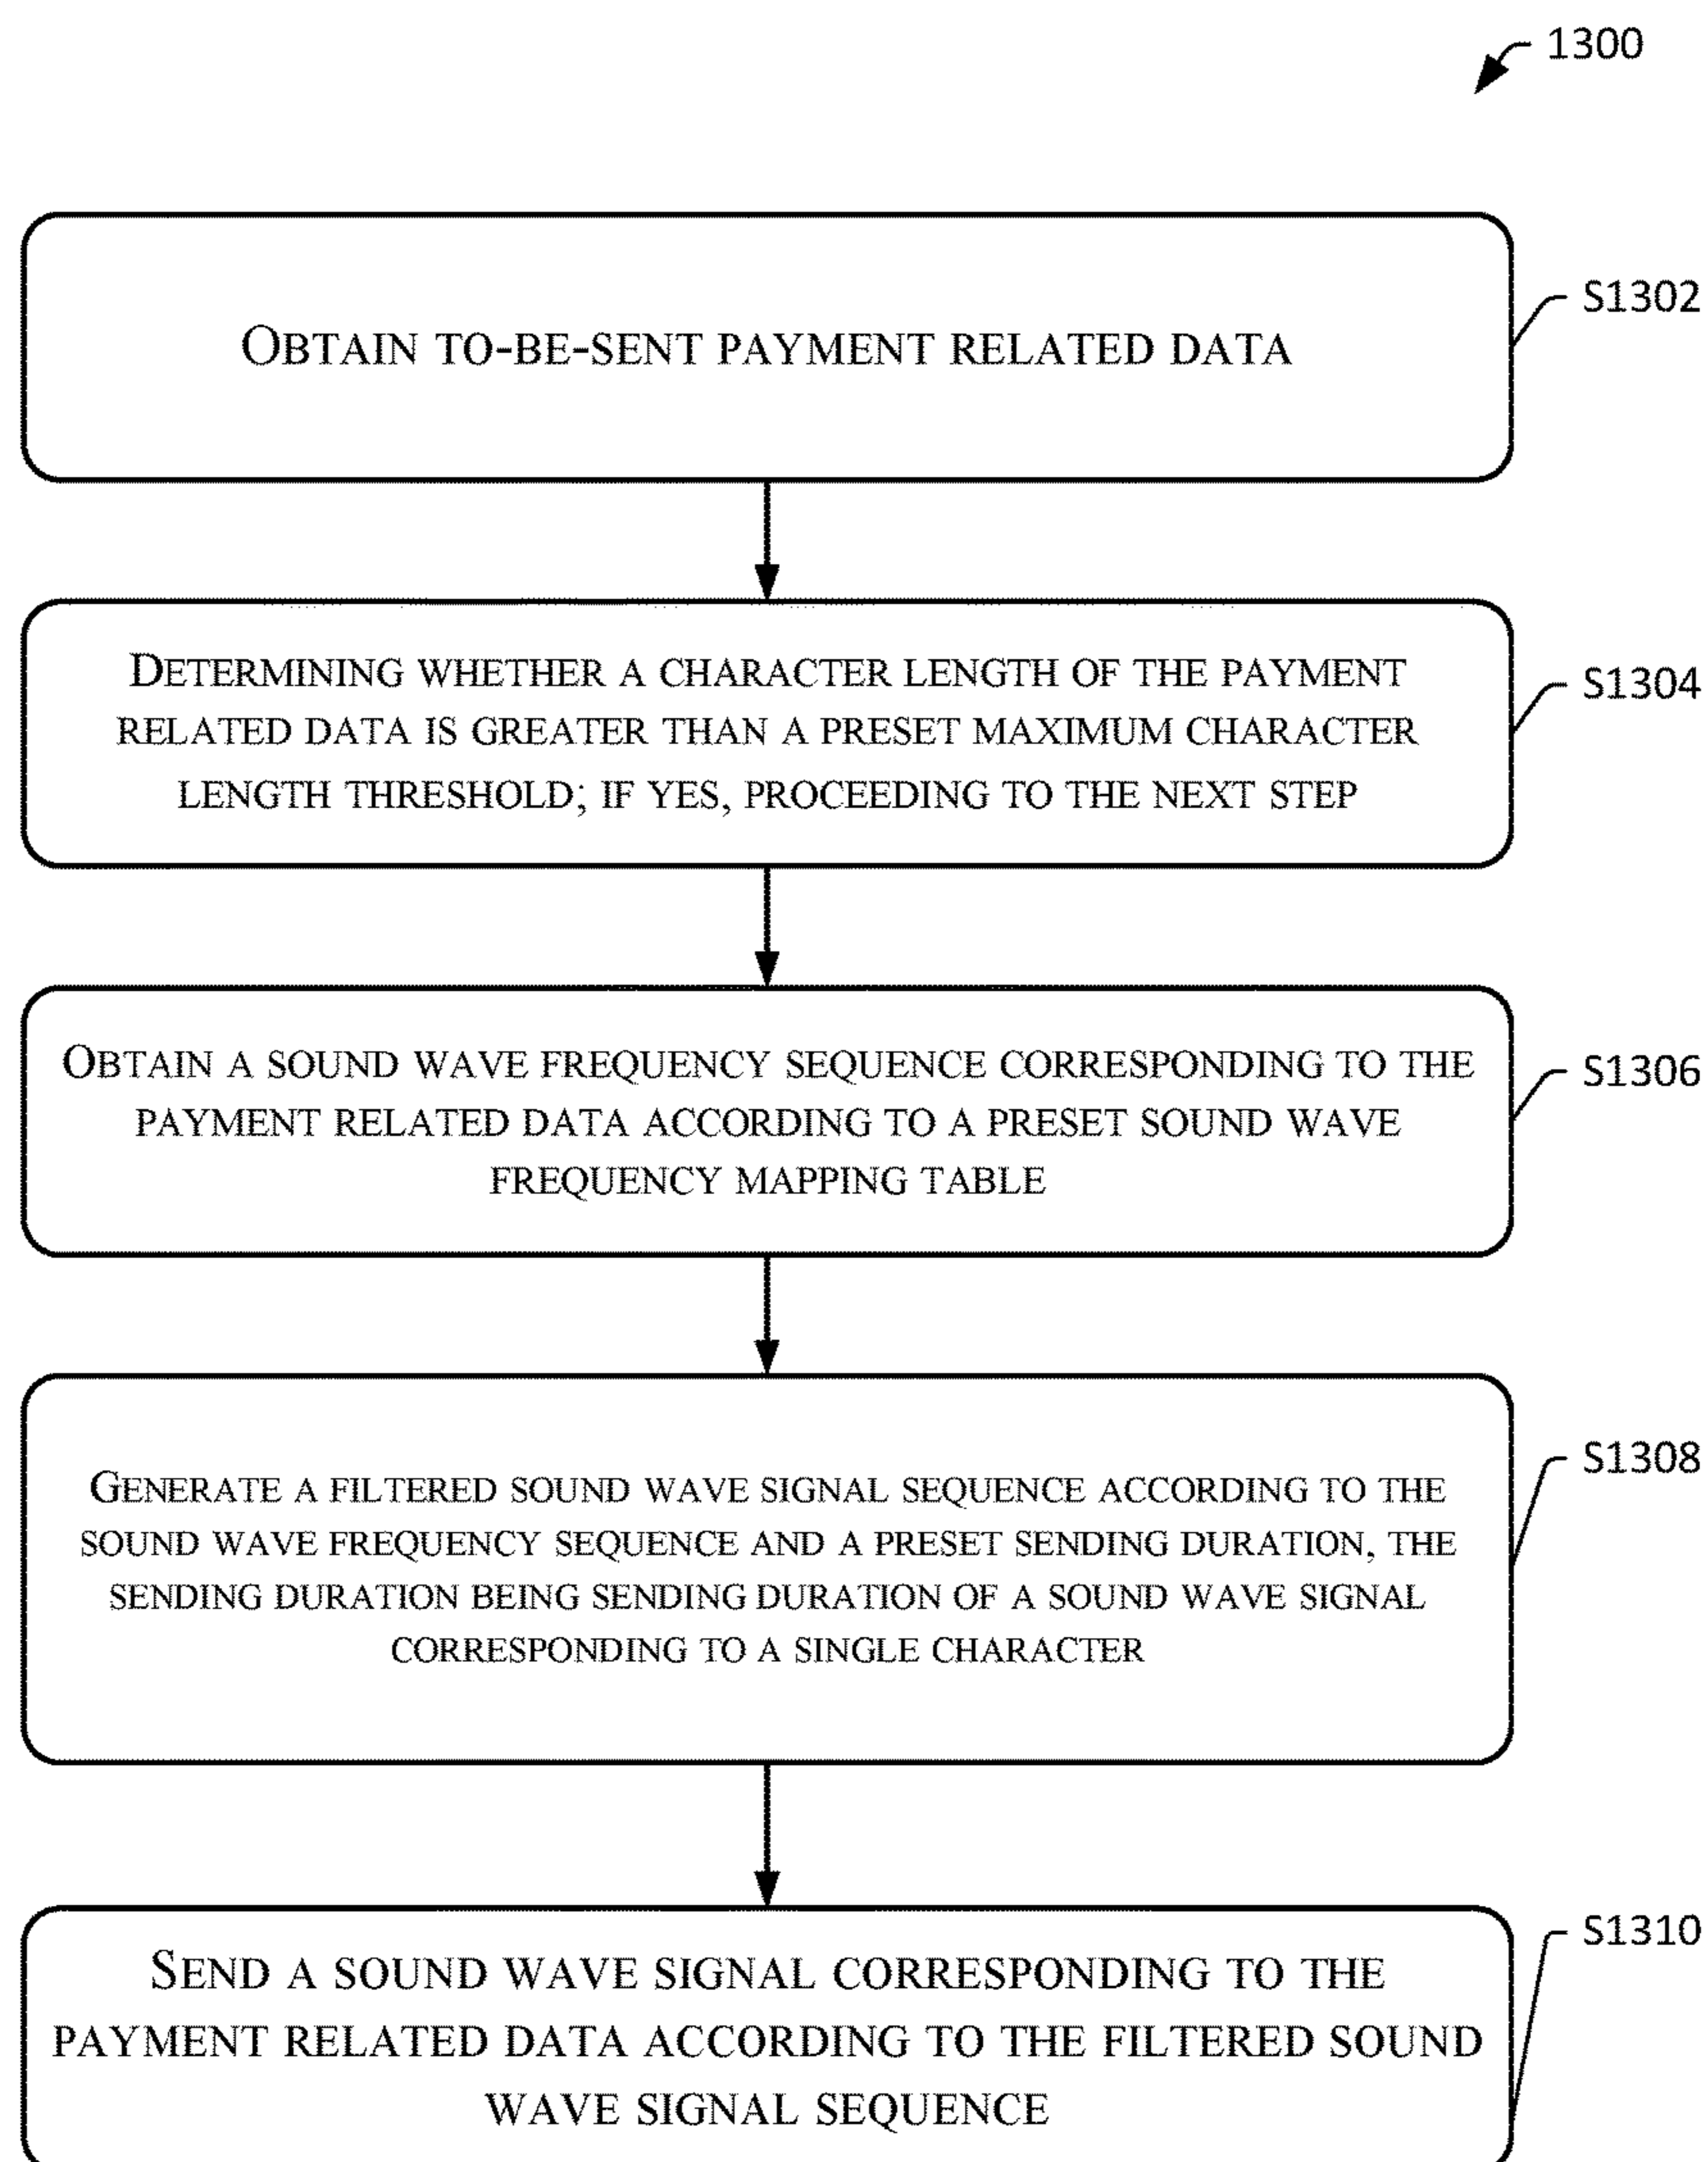 1300
OBTAIN TO-BE-SENT PAYMENT RELATED DATA
S1302
DETERMINING WHETHER A CHARACTER LENGTH OF THE PAYMENT
RELATED DATA IS GREATER THAN A PRESET MAXIMUM CHARACTER
LENGTH THRESHOLD; IF YES, PROCEEDING TO THE NEXT STEP
S1304
OBTAIN A SOUND WAVE FREQUENCY SEQUENCE CORRESPONDING TO THE
PAYMENT RELATED DATA ACCORDING TO A PRESET SOUND WAVE
FREQUENCY MAPPING TABLE
S1306
GENERATE A FILTERED SOUND WAVE SIGNAL SEQUENCE ACCORDING TO THE
SOUND WAVE FREQUENCY SEQUENCE AND A PRESET SENDING DURATION, THE
SENDING DURATION BEING SENDING DURATION OF A SOUND WAVE SIGNAL
CORRESPONDING TO A SINGLE CHARACTER
S1308
SEND A SOUND WAVE SIGNAL CORRESPONDING TO THE
PAYMENT RELATED DATA ACCORDING TO THE FILTERED SOUND
WAVE SIGNAL SEQUENCE
S1310